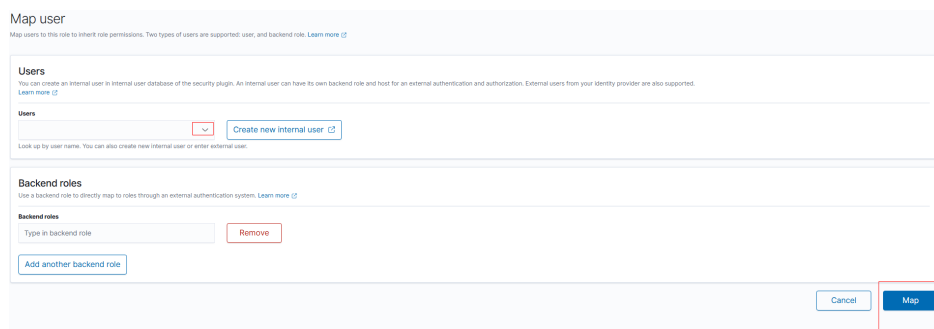 Map user
Map users to this role to inherit role permissions. Two types of users are supported: user, and backend role. Learn more
Users
You can create an internal user in internal user database of the security plugin. An internal user can have its own backend role and host for an external authentication and authorization. External users from your identity provider are also supported.
Learn more
Users
Create new internal user
Look up by user name. You can also create new internal user or enter external user.
Backend roles
Use a backend role to directly map to roles through an external authentication system. Learn more
Backend roles
Type in backend role
Remove
Add another backend role
Cancel
Map